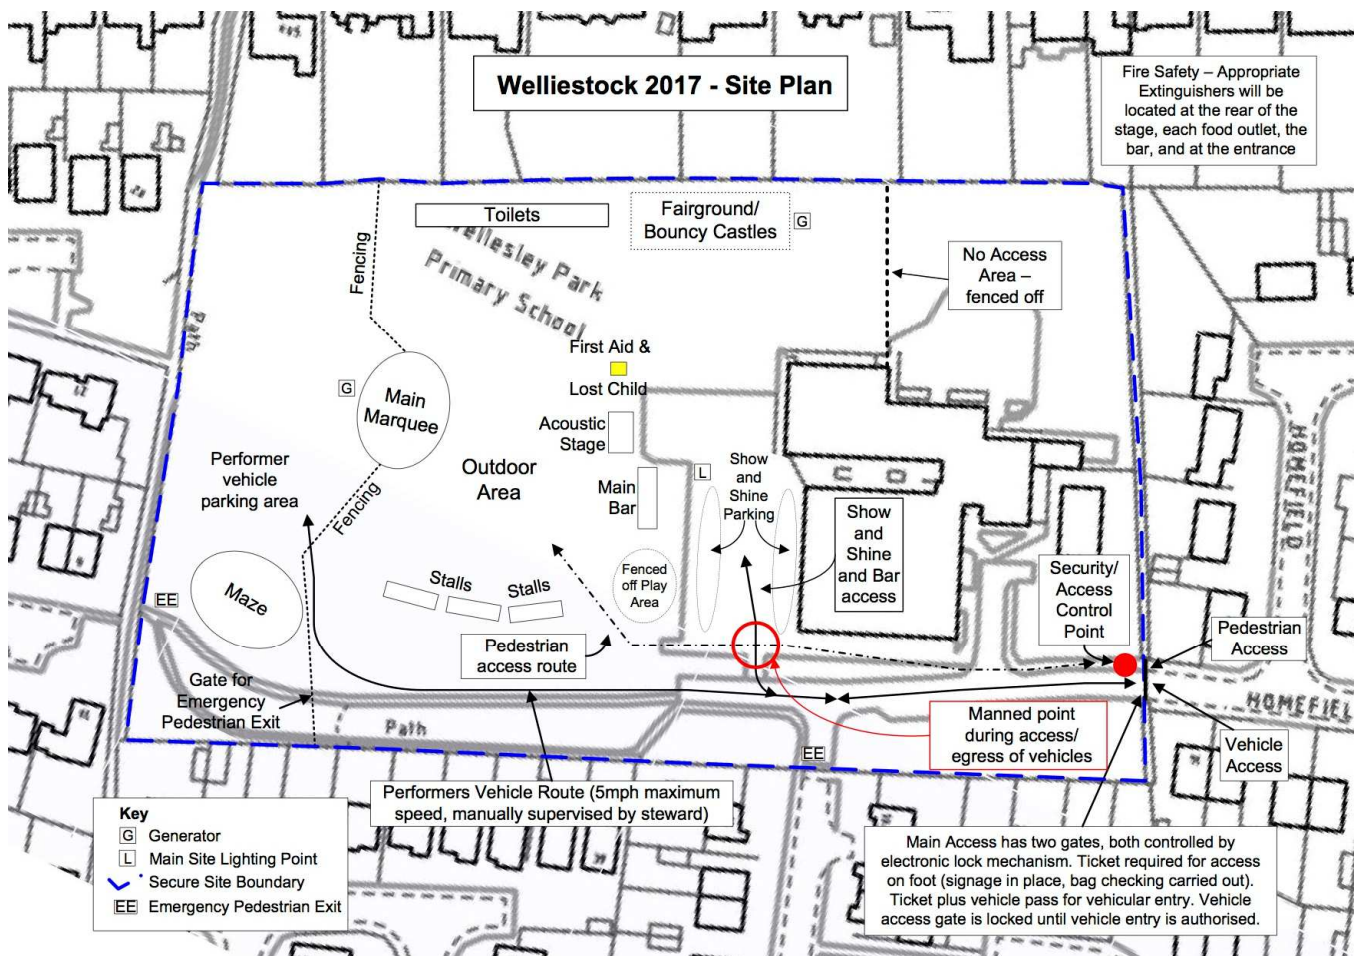 Welliestock 2017 - Site Plan
Fire Safety – Appropriate
Extinguishers will be
located at the rear of the
stage, each food outlet, the
bar, and at the entrance
Toilets
Fairground/
Bouncy Castles
G
Fencing
Wellesley Park
Primary School
No Access
Area –
fenced off
Path
First Aid &
Lost Child
G
Main
Marquee
Acoustic
Stage
Performer
vehicle
parking area
Outdoor
Area
Main
Bar
L
Show
and
Shine
Parking
Show
and
Shine
and Bar
access
Fencing
HOMEFIELD
Maze
EE
Stalls
Stalls
Fenced
off Play
Area
Security/
Access
Control
Point
Pedestrian
access route
Pedestrian
Access
Gate for
Emergency
Pedestrian Exit
Path
HOMEFIEL
Manned point
during access/
egress of vehicles
EE
Vehicle
Access
Performers Vehicle Route (5mph maximum
speed, manually supervised by steward)
Key
G Generator
L Main Site Lighting Point
Secure Site Boundary
EE Emergency Pedestrian Exit
Main Access has two gates, both controlled by
electronic lock mechanism. Ticket required for access
on foot (signage in place, bag checking carried out).
Ticket plus vehicle pass for vehicular entry. Vehicle
access gate is locked until vehicle entry is authorised.